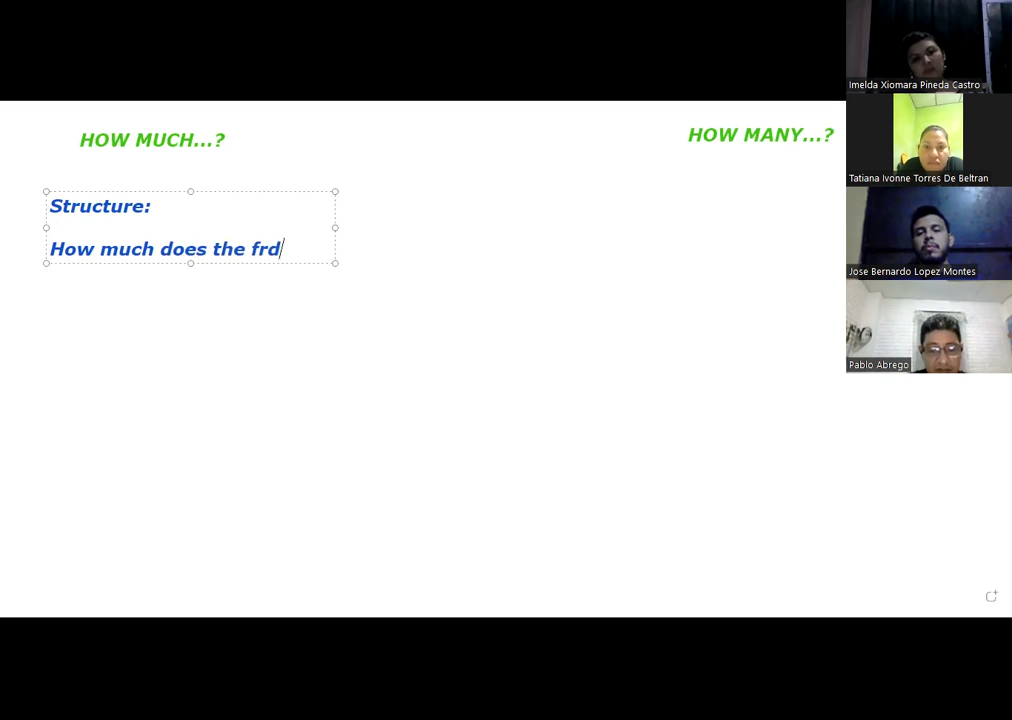 HOW MUCH...?
HOW MANY...?
Structure:
How much does the frd
Imelda Xiomara Pineda Castro
Tatiana Ivonne Torres De Beltran
Jose Bernardo Lopez Montes
Pablo Abrego